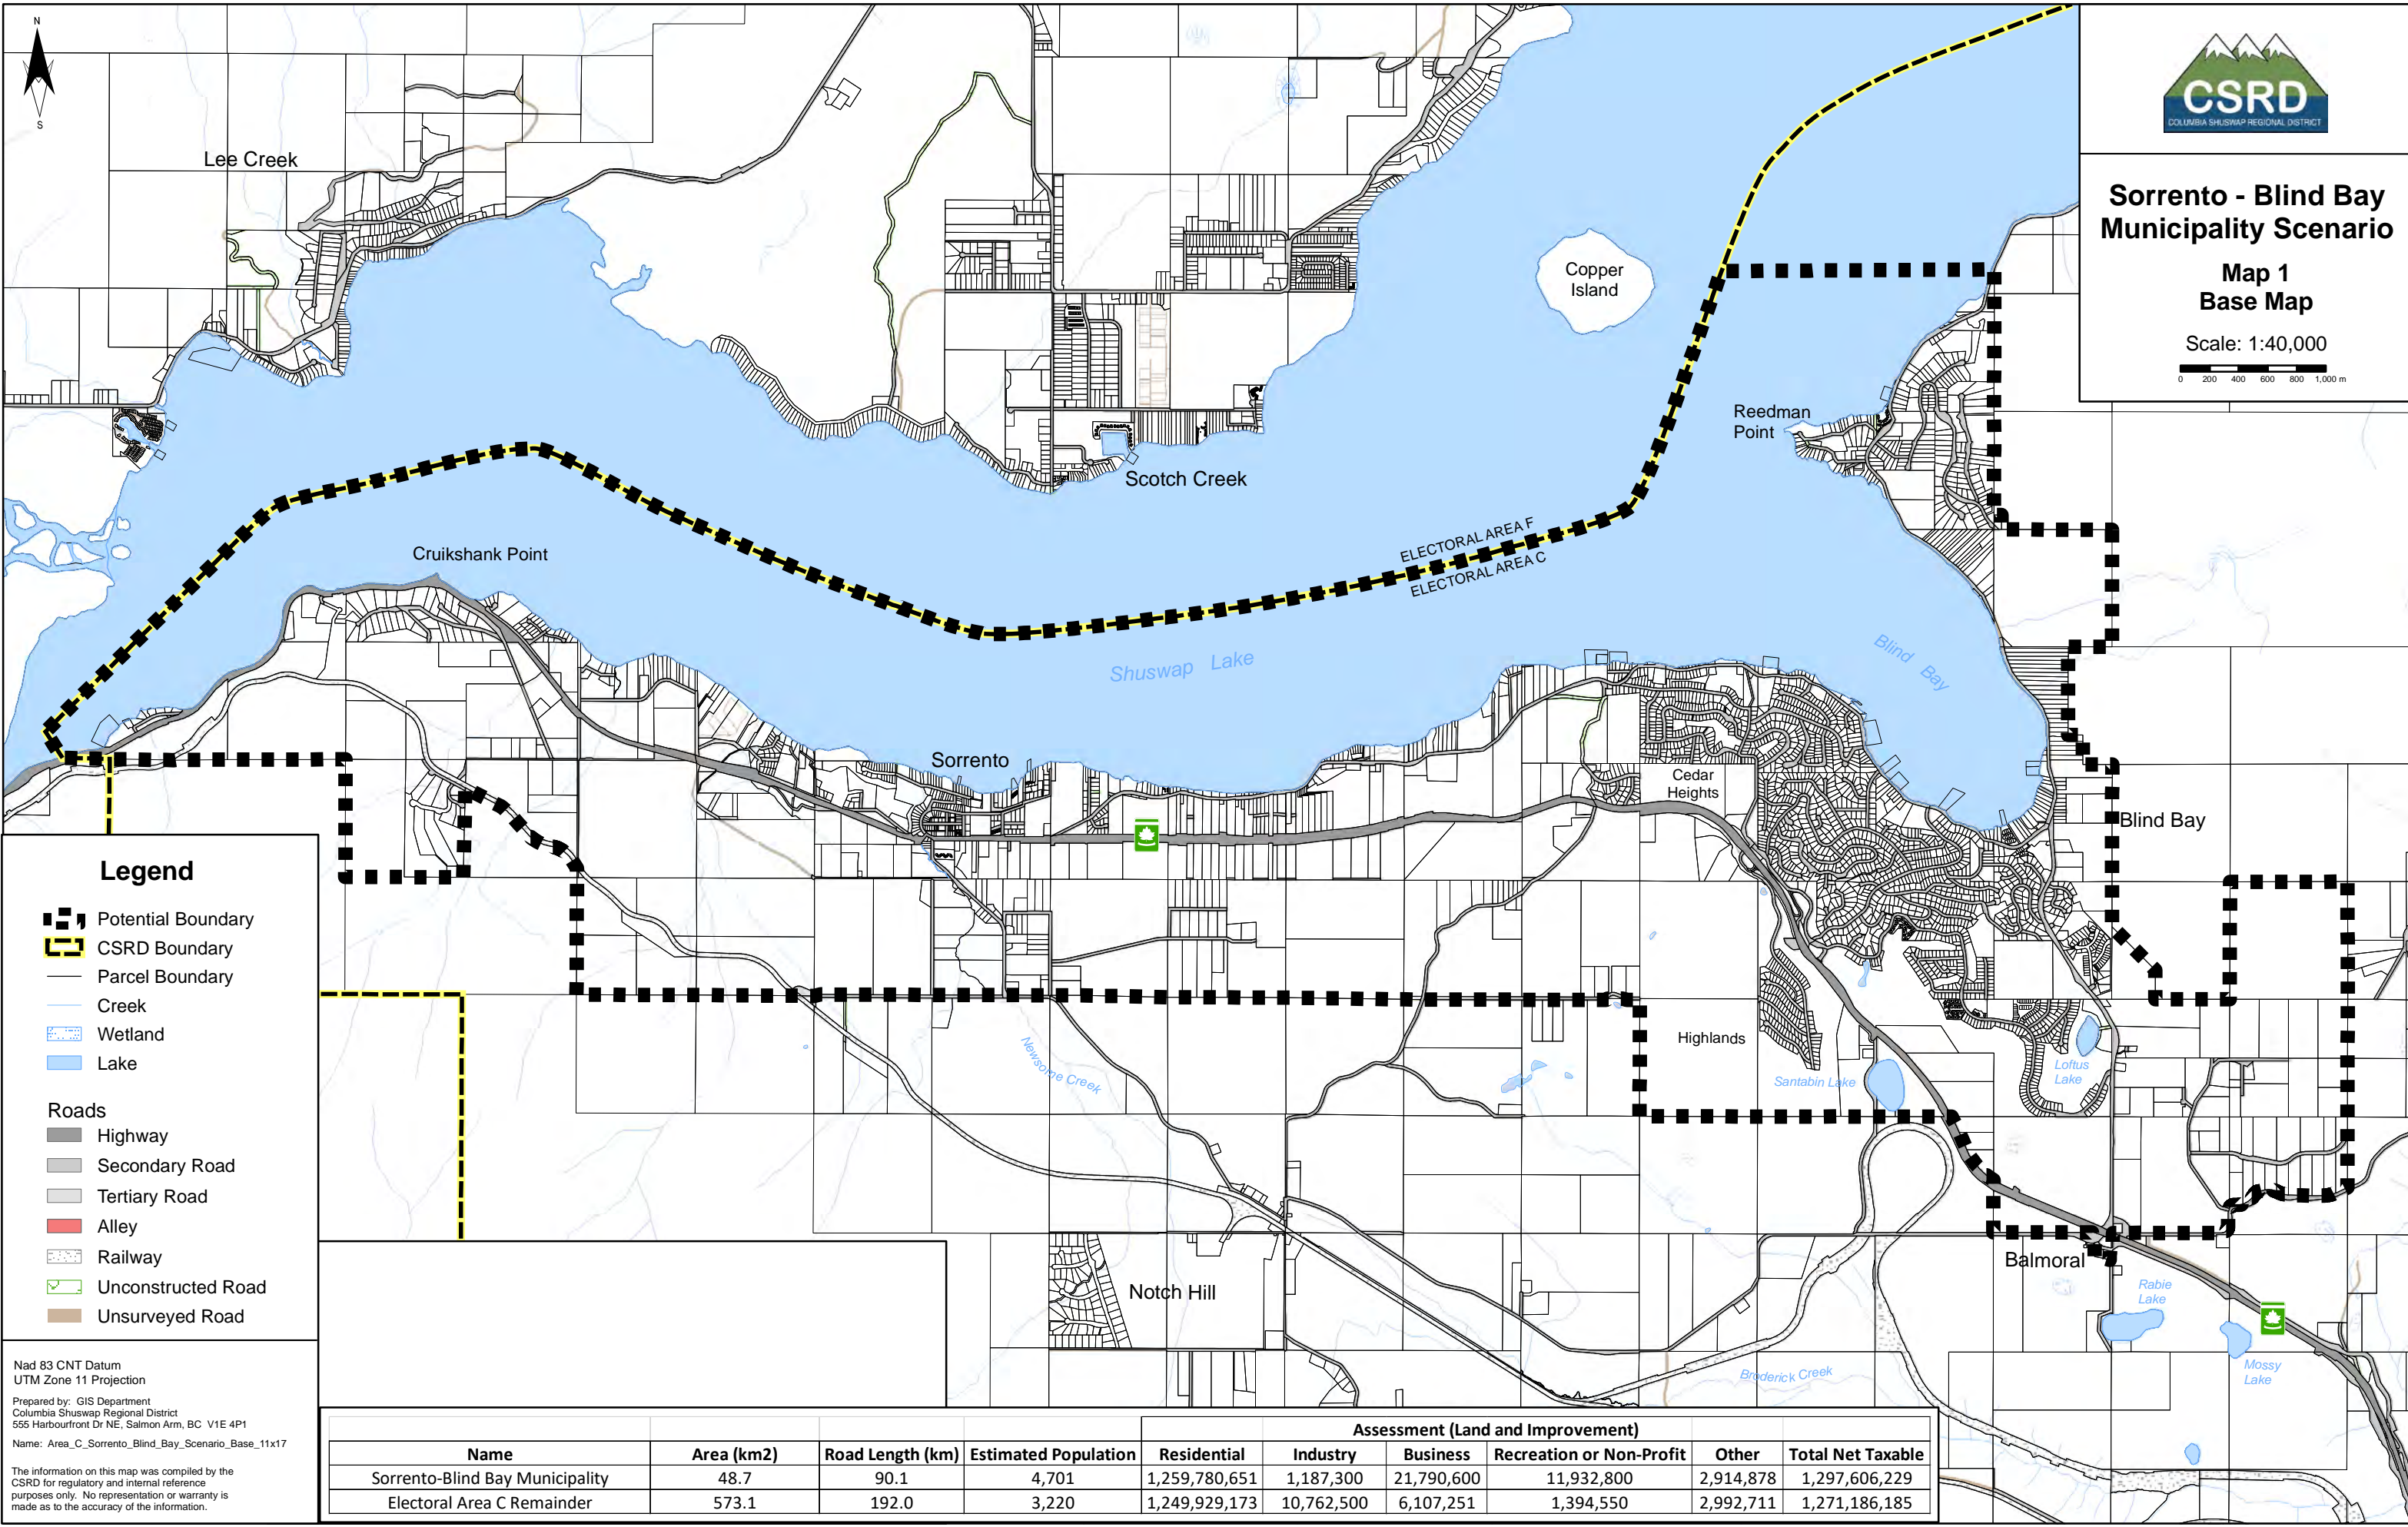 N
S
Lee Creek
Copper
Island
Reedman
Point
Scotch Creek
ELECTORAL AREA F
ELECTORAL AREA C
Cruikshank Point
Shuswap Lake
Blind Bay
Sorrento
Cedar
Heights
Blind Bay
Highlands
Santabin Lake
Loftus
Lake
Newsome Creek
Balmoral
Rabie
Lake
Notch Hill
Mossy
Lake
Broderick Creek
CSRD
COLUMBIA SHUSWAP REGIONAL DISTRICT
Sorrento - Blind Bay
Municipality Scenario
Map 1
Base Map
Scale: 1:40,000
0 200 400 600 800 1,000 m
Legend
Potential Boundary
CSRD Boundary
Parcel Boundary
Creek
Wetland
Lake
Roads
Highway
Secondary Road
Tertiary Road
Alley
Railway
Unconstructed Road
Unsurveyed Road
Nad 83 CNT Datum
UTM Zone 11 Projection
Prepared by: GIS Department
Columbia Shuswap Regional District
555 Harbourfront Dr NE, Salmon Arm, BC V1E 4P1
Name: Area_C_Sorrento_Blind_Bay_Scenario_Base_11x17
The information on this map was compiled by the
CSRD for regulatory and internal reference
purposes only. No representation or warranty is
made as to the accuracy of the information.
Assessment (Land and Improvement)
Name Area (km2) Road Length (km) Estimated Population Residential Industry Business Recreation or Non-Profit Other Total Net Taxable
Sorrento-Blind Bay Municipality 48.7 90.1 4,701 1,259,780,651 1,187,300 21,790,600 11,932,800 2,914,878 1,297,606,229
Electoral Area C Remainder 573.1 192.0 3,220 1,249,929,173 10,762,500 6,107,251 1,394,550 2,992,711 1,271,186,185